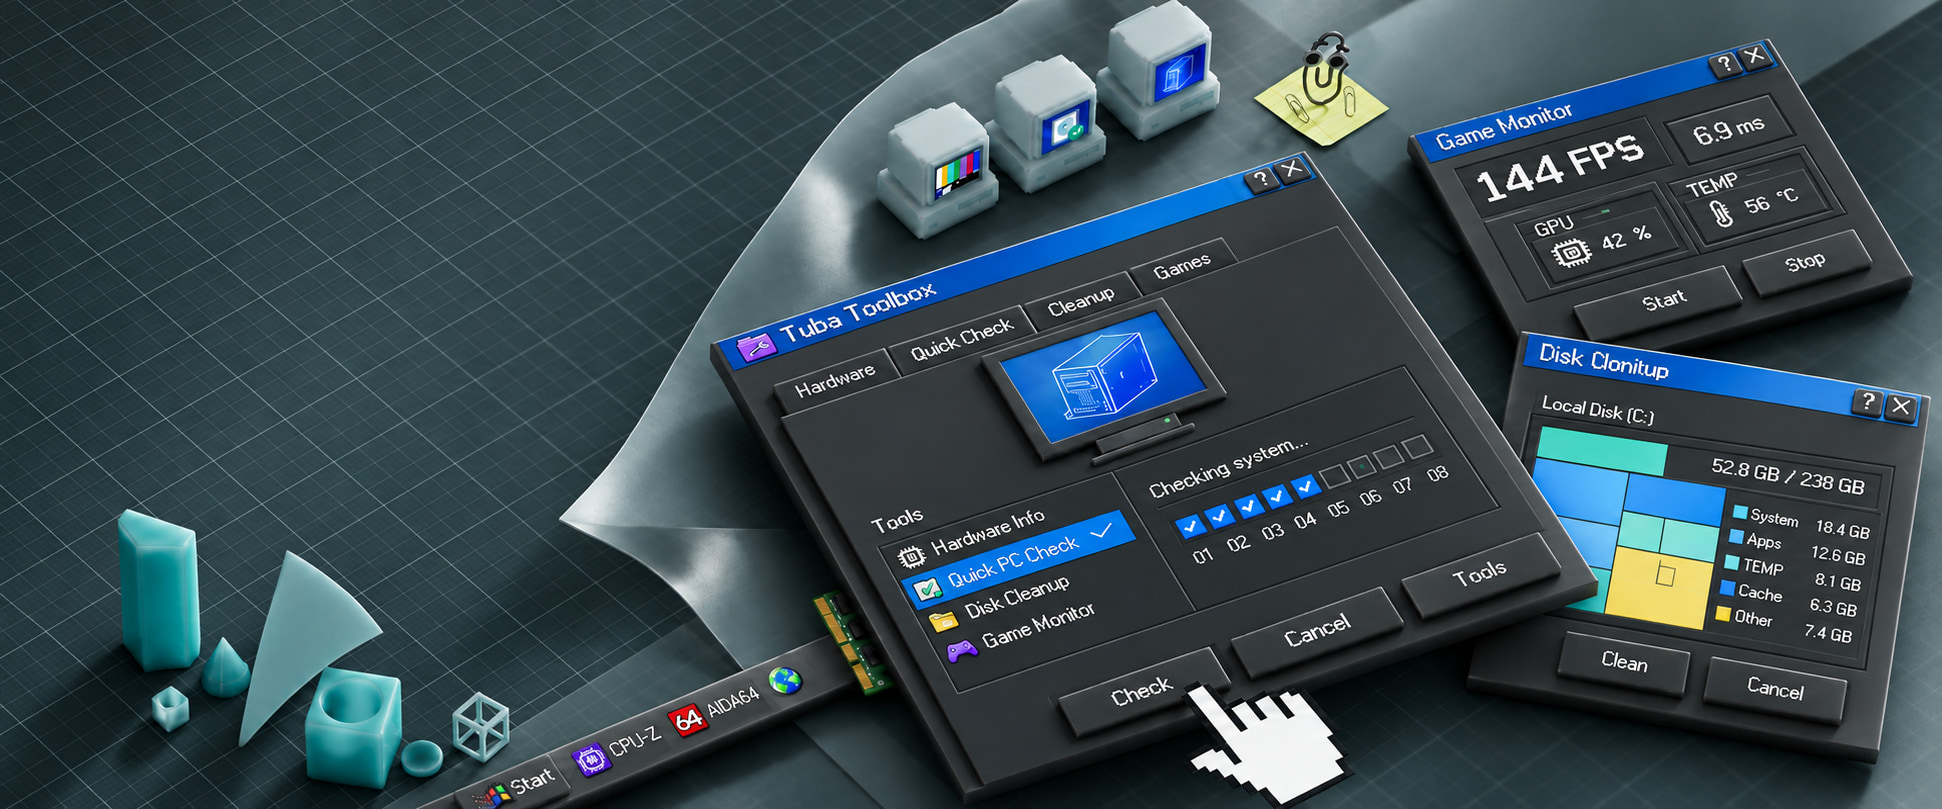 Tuba Toolbox
?
Hardware
Quick Check
Cleanup
Games
Tools
Hardware Info
Quick PC Check
Disk Cleanup
Game Monitor
Checking system...
01 02 03 04 05 06 07 08
Check
Cancel
Tools
Game Monitor
?
144 FPS
6.9 ms
GPU
42 %
TEMP
56 °C
Start
Stop
Disk Clonitup
?
Local Disk (C:)
52.8 GB / 238 GB
System 18.4 GB
Apps 12.6 GB
TEMP 8.1 GB
Cache 6.3 GB
Other 7.4 GB
Clean
Cancel
Start
CPU-Z
64 AIDA64